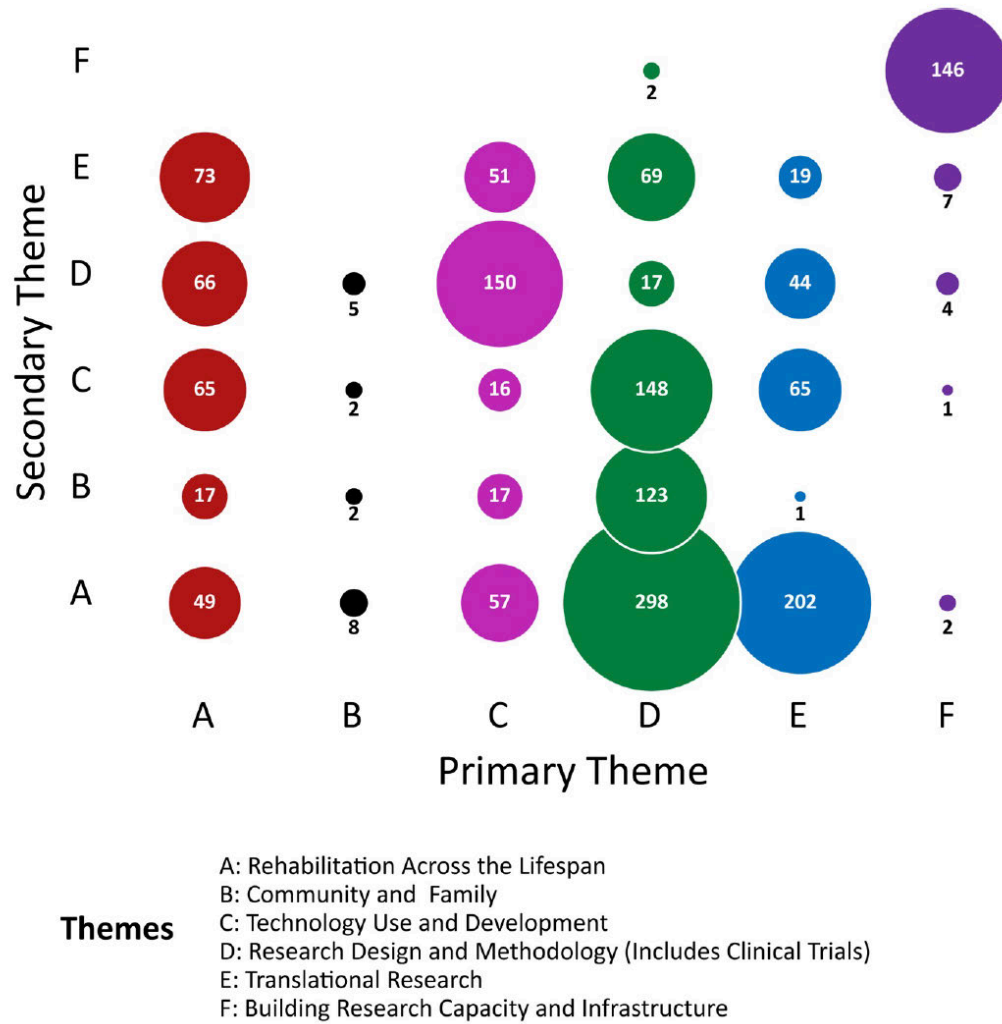 F
146
2
E
73
51
69
19
7
Secondary Theme
D
66
5
150
17
44
4
C
65
2
16
148
65
1
B
17
2
17
123
1
A
49
8
57
298
202
2
A B C D E F
Primary Theme
Themes
A: Rehabilitation Across the Lifespan
B: Community and Family
C: Technology Use and Development
D: Research Design and Methodology (Includes Clinical Trials)
E: Translational Research
F: Building Research Capacity and Infrastructure